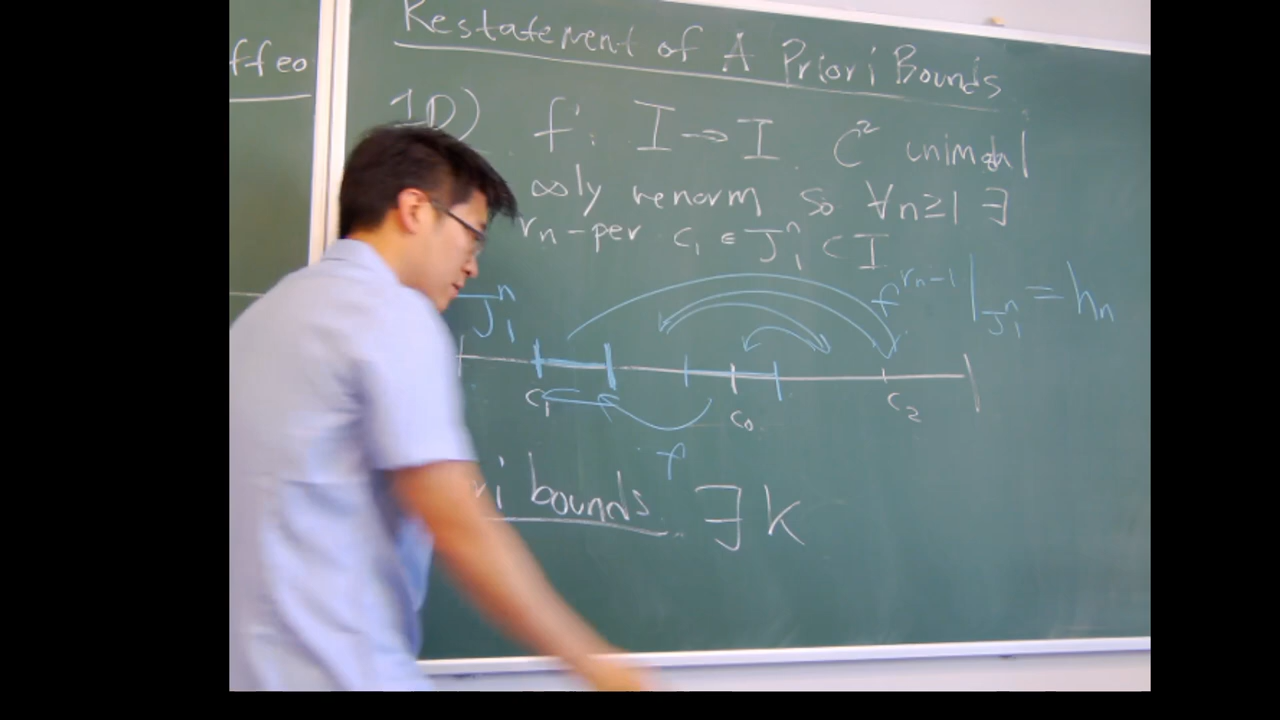 ffeo
Restatement of A Priori Bounds
1D) f: I → I C² unimodal
∞ly renorm so ∀n≥1 ∃
rₙ-per c₁ ∈ J₁ⁿ ⊂ I
J₁ⁿ
f^{rₙ-1}|_{J₁ⁿ} = hₙ
c₁ c₀ c₂
f
ri bounds. ∃ K